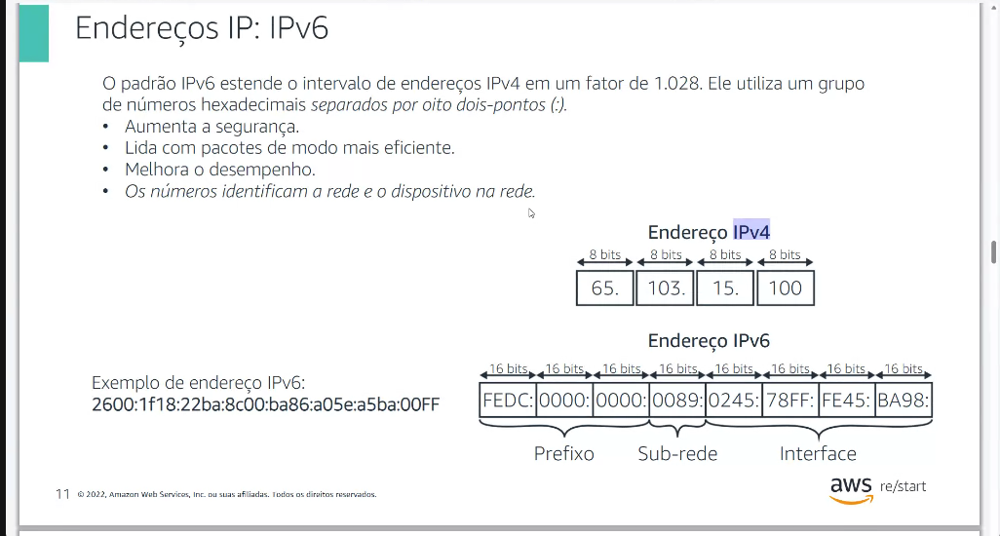 Endereços IP: IPv6
O padrão IPv6 estende o intervalo de endereços IPv4 em um fator de 1.028. Ele utiliza um grupo
de números hexadecimais separados por oito dois-pontos (:).
• Aumenta a segurança.
• Lida com pacotes de modo mais eficiente.
• Melhora o desempenho.
• Os números identificam a rede e o dispositivo na rede.
Endereço IPv4
8 bits 8 bits 8 bits 8 bits
65. 103. 15. 100
Endereço IPv6
16 bits 16 bits 16 bits 16 bits 16 bits 16 bits 16 bits 16 bits
FEDC: 0000: 0000: 0089: 0245: 78FF: FE45: BA98:
Prefixo Sub-rede Interface
Exemplo de endereço IPv6:
2600:1f18:22ba:8c00:ba86:a05e:a5ba:00FF
11 © 2022, Amazon Web Services, Inc. ou suas afiliadas. Todos os direitos reservados.
aws re/start